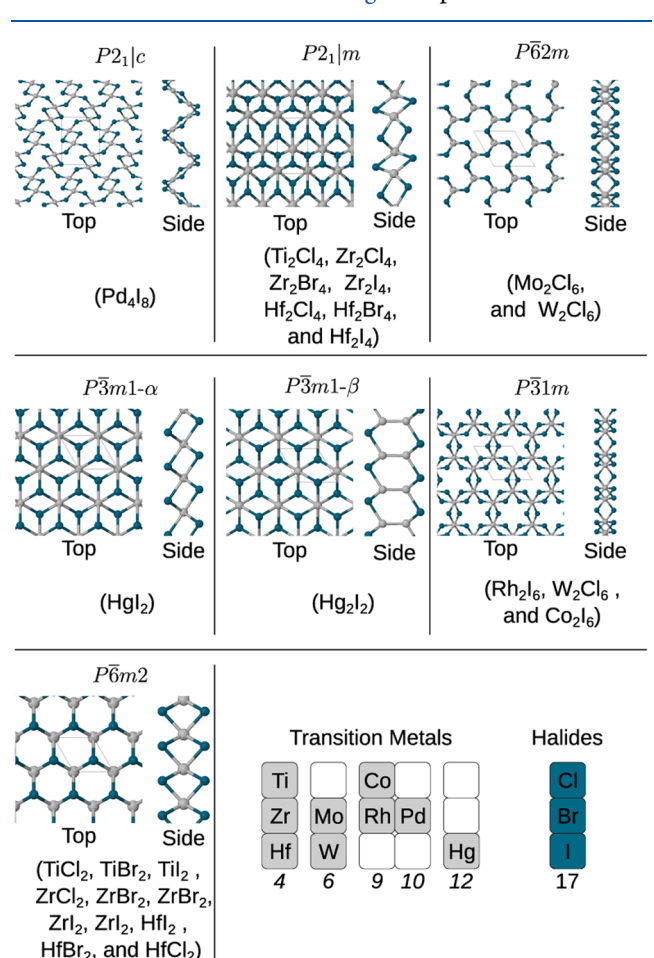 P2₁|c
P2₁|m
P6̅2m
Top Side
Top Side
Top Side
(Pd₄I₈)
(Ti₂Cl₄, Zr₂Cl₄,
Zr₂Br₄, Zr₂I₄,
Hf₂Cl₄, Hf₂Br₄,
and Hf₂I₄)
(Mo₂Cl₆,
and W₂Cl₆)
P3̅m1-α
P3̅m1-β
P3̅1m
Top Side
Top Side
Top Side
(HgI₂)
(Hg₂I₂)
(Rh₂I₆, W₂Cl₆ ,
and Co₂I₆)
P6̅m2
Top Side
(TiCl₂, TiBr₂, TiI₂ ,
ZrCl₂, ZrBr₂, ZrBr₂,
ZrI₂, ZrI₂, HfI₂ ,
HfBr₂, and HfCl₂)
Transition Metals Halides
Ti Co Cl
Zr Mo Rh Pd Br
Hf W Hg I
4 6 9 10 12 17